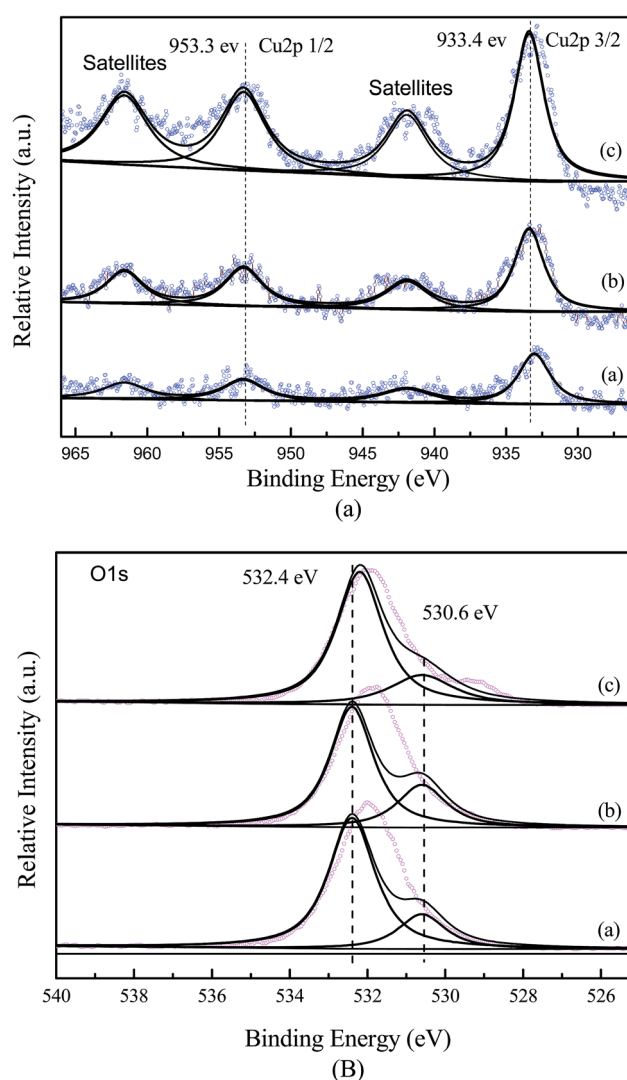 953.3 ev
Cu2p 1/2
933.4 ev
Cu2p 3/2
Satellites
Satellites
(c)
(b)
(a)
Relative Intensity (a.u.)
965 960 955 950 945 940 935 930
Binding Energy (eV)
(a)
O1s
532.4 eV
530.6 eV
(c)
(b)
(a)
Relative Intensity (a.u.)
540 538 536 534 532 530 528 526
Binding Energy (eV)
(B)